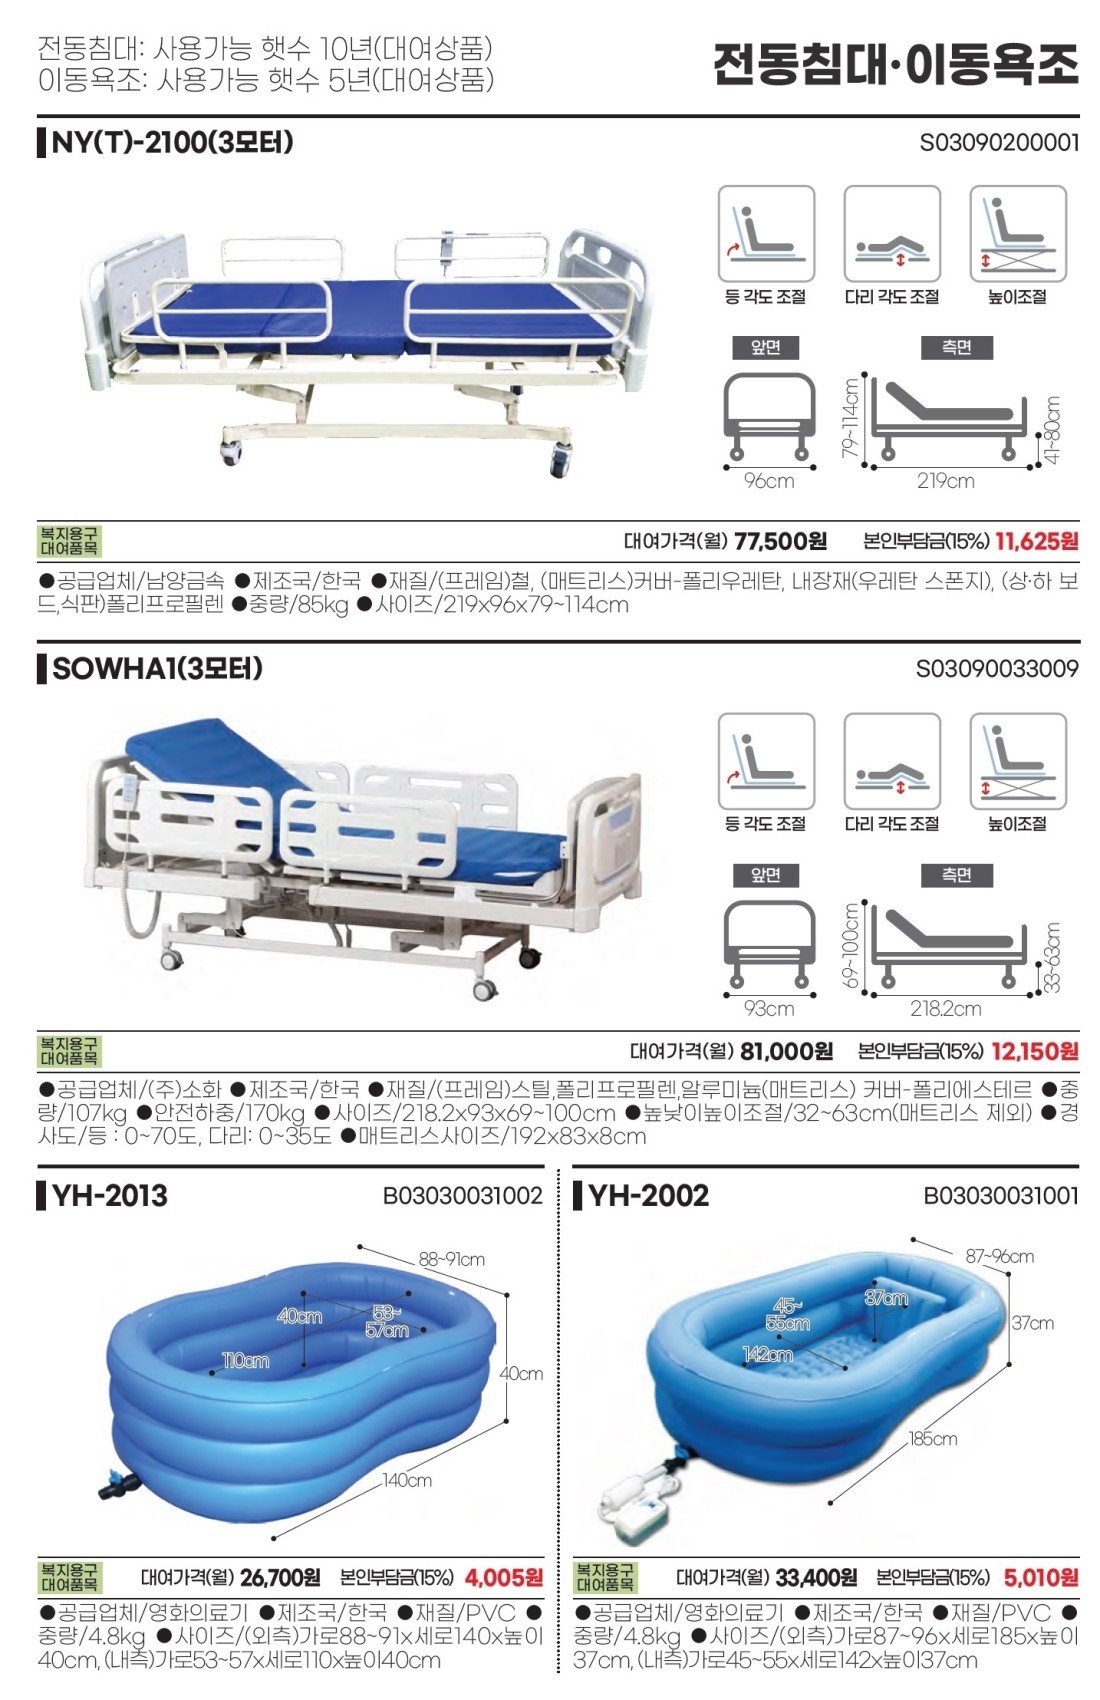 전동침대: 사용가능 햇수 10년(대여상품)
이동욕조: 사용가능 햇수 5년(대여상품)
전동침대·이동욕조
NY(T)-2100(3모터)
S03090200001
등 각도 조절
다리 각도 조절
높이조절
앞면
측면
79~114cm
41~80cm
96cm
219cm
복지용구
대여품목
대여가격(월) 77,500원 본인부담금(15%) 11,625원
●공급업체/남양금속 ●제조국/한국 ●재질/(프레임)철, (매트리스)커버-폴리우레탄, 내장재(우레탄 스폰지), (상·하 보
드,식판)폴리프로필렌 ●중량/85kg ●사이즈/219x96x79~114cm
SOWHA1(3모터)
S03090033009
등 각도 조절
다리 각도 조절
높이조절
앞면
측면
69~100cm
33~63cm
93cm
218.2cm
복지용구
대여품목
대여가격(월) 81,000원 본인부담금(15%) 12,150원
●공급업체/(주)소화 ●제조국/한국 ●재질/(프레임)스틸,폴리프로필렌,알루미늄(매트리스) 커버-폴리에스테르 ●중
량/107kg ●안전하중/170kg ●사이즈/218.2x93x69~100cm ●높낮이높이조절/32~63cm(매트리스 제외) ●경
사도/등 : 0~70도, 다리: 0~35도 ●매트리스사이즈/192x83x8cm
YH-2013
B03030031002
88~91cm
40cm
53~
57cm
110cm
40cm
140cm
복지용구
대여품목
대여가격(월) 26,700원 본인부담금(15%) 4,005원
●공급업체/영화의료기 ●제조국/한국 ●재질/PVC ●
중량/4.8kg ●사이즈/(외측)가로88~91x세로140x높이
40cm, (내측)가로53~57x세로110x높이40cm
YH-2002
B03030031001
87~96cm
45~
55cm
37cm
37cm
142cm
185cm
복지용구
대여품목
대여가격(월) 33,400원 본인부담금(15%) 5,010원
●공급업체/영화의료기 ●제조국/한국 ●재질/PVC ●
중량/4.8kg ●사이즈/(외측)가로87~96x세로185x높이
37cm, (내측)가로45~55x세로142x높이37cm